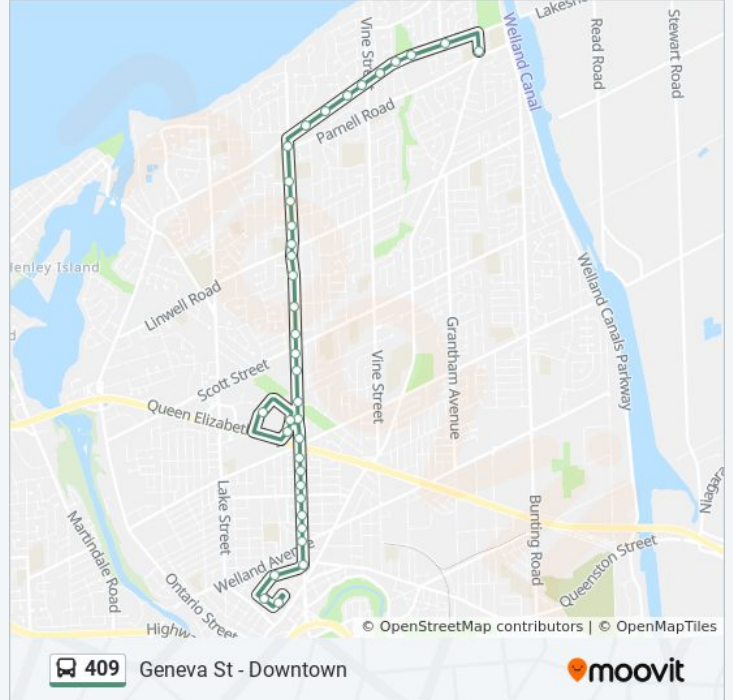 Lakesh
Vine Str
Welland Canal
Read Road
Stewart Road
Parnell Road
Henley Island
Linwell Road
Welland Canals Parkway
Grantham Avenue
Vine Street
Scott Street
Queen Elizabet
Lake Street
Bunting Road
Niagara
Martindale Road
Welland Avenue
Queenston Street
Ontario Street
Highw
© OpenStreetMap contributors | © OpenMapTiles
409 Geneva St - Downtown
moovit